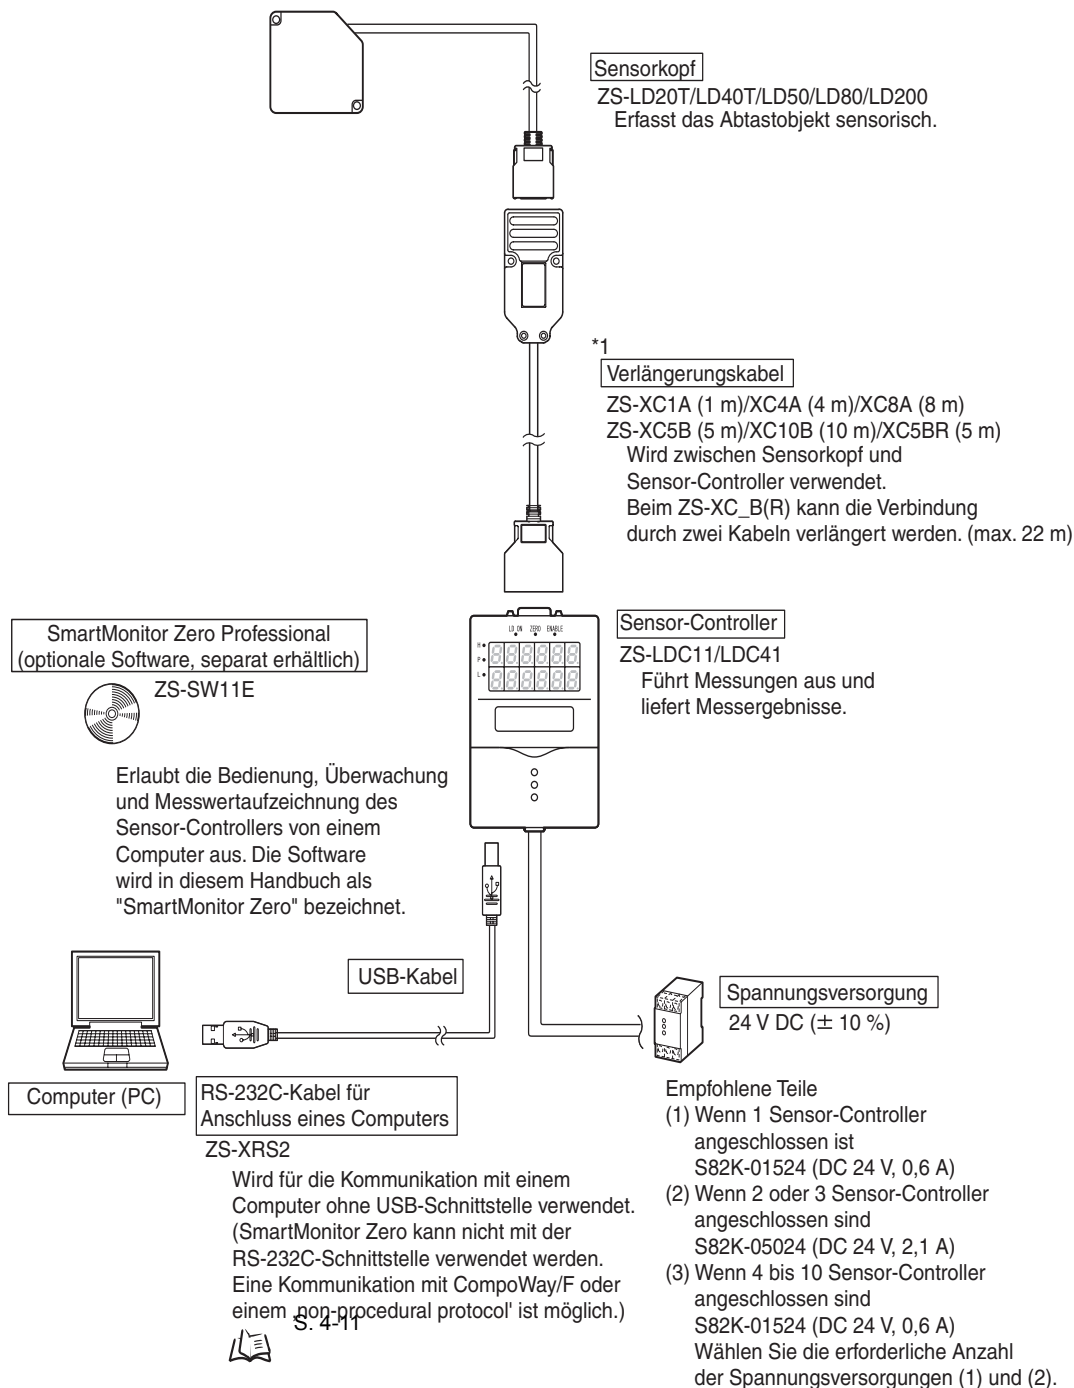 Sensorkopf
ZS-LD20T/LD40T/LD50/LD80/LD200
Erfasst das Abtastobjekt sensorisch.
*1
Verlängerungskabel
ZS-XC1A (1 m)/XC4A (4 m)/XC8A (8 m)
ZS-XC5B (5 m)/XC10B (10 m)/XC5BR (5 m)
Wird zwischen Sensorkopf und
Sensor-Controller verwendet.
Beim ZS-XC_B(R) kann die Verbindung
durch zwei Kabeln verlängert werden. (max. 22 m)
LD ON ZERO ENABLE
H
P
L
Sensor-Controller
ZS-LDC11/LDC41
Führt Messungen aus und
liefert Messergebnisse.
SmartMonitor Zero Professional
(optionale Software, separat erhältlich)
ZS-SW11E
Erlaubt die Bedienung, Überwachung
und Messwertaufzeichnung des
Sensor-Controllers von einem
Computer aus. Die Software
wird in diesem Handbuch als
"SmartMonitor Zero" bezeichnet.
USB-Kabel
Computer (PC)
RS-232C-Kabel für
Anschluss eines Computers
ZS-XRS2
Wird für die Kommunikation mit einem
Computer ohne USB-Schnittstelle verwendet.
(SmartMonitor Zero kann nicht mit der
RS-232C-Schnittstelle verwendet werden.
Eine Kommunikation mit CompoWay/F oder
einem ‚non-procedural protocol' ist möglich.)
S. 4-11
Spannungsversorgung
24 V DC (± 10 %)
Empfohlene Teile
(1) Wenn 1 Sensor-Controller
angeschlossen ist
S82K-01524 (DC 24 V, 0,6 A)
(2) Wenn 2 oder 3 Sensor-Controller
angeschlossen sind
S82K-05024 (DC 24 V, 2,1 A)
(3) Wenn 4 bis 10 Sensor-Controller
angeschlossen sind
S82K-01524 (DC 24 V, 0,6 A)
Wählen Sie die erforderliche Anzahl
der Spannungsversorgungen (1) und (2).